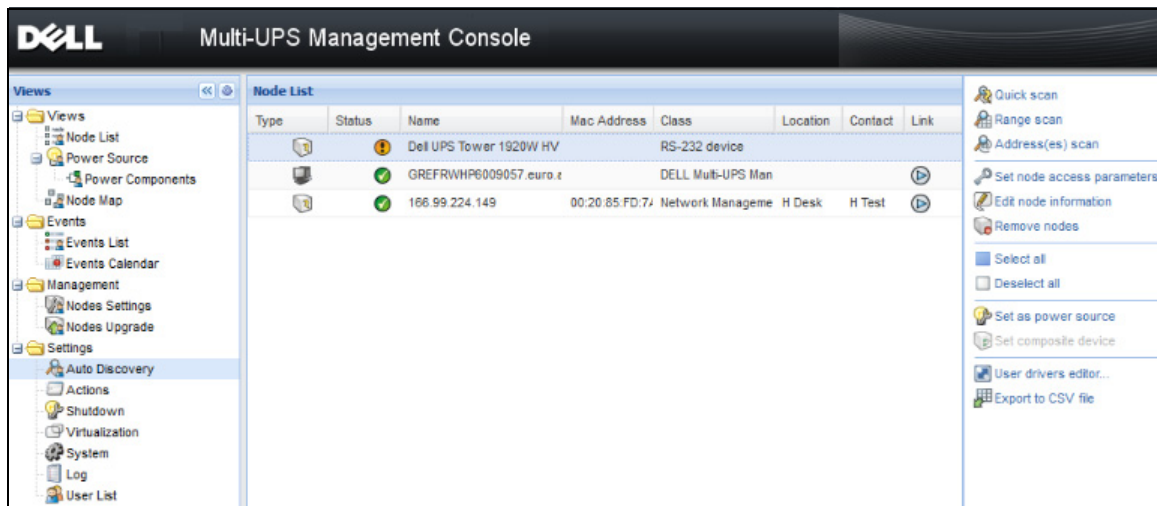 DELL Multi-UPS Management Console
Views
Views
Node List
Power Source
Power Components
Node Map
Events
Events List
Events Calendar
Management
Nodes Settings
Nodes Upgrade
Settings
Auto Discovery
Actions
Shutdown
Virtualization
System
Log
User List
Node List
Type Status Name Mac Address Class Location Contact Link
Dell UPS Tower 1920W HV RS-232 device
GREFRWHP6009057.euro.e DELL Multi-UPS Man
166.99.224.149 00:20:85:FD:7 Network Manageme H Desk H Test
Quick scan
Range scan
Address(es) scan
Set node access parameters
Edit node information
Remove nodes
Select all
Deselect all
Set as power source
Set composite device
User drivers editor...
Export to CSV file